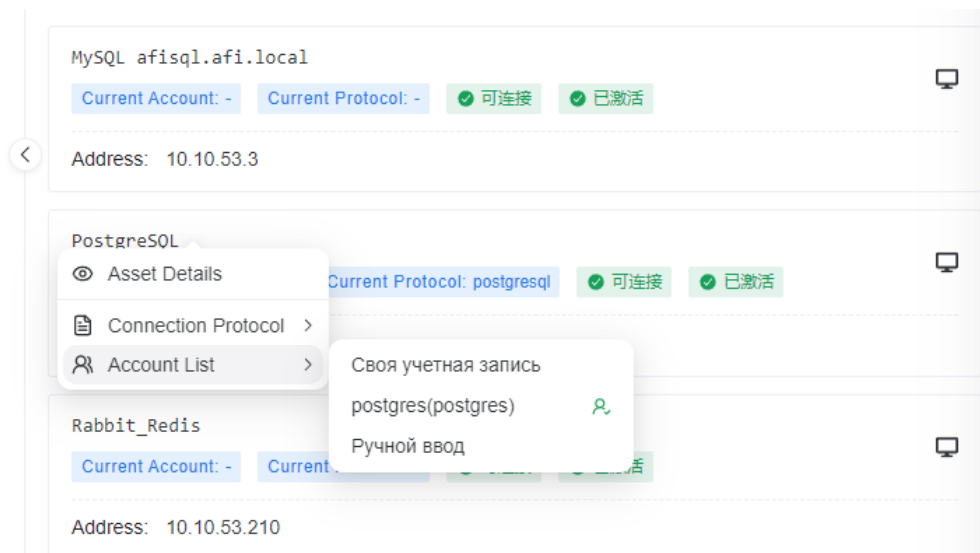 MySQL afisql.afi.local
Current Account: - Current Protocol: - 可连接 已激活
Address: 10.10.53.3
PostgreSQL
Asset Details
Current Protocol: postgresql 可连接 已激活
Connection Protocol
Account List
Своя учетная запись
postgres(postgres)
Ручной ввод
Rabbit_Redis
Current Account: - Current
Address: 10.10.53.210